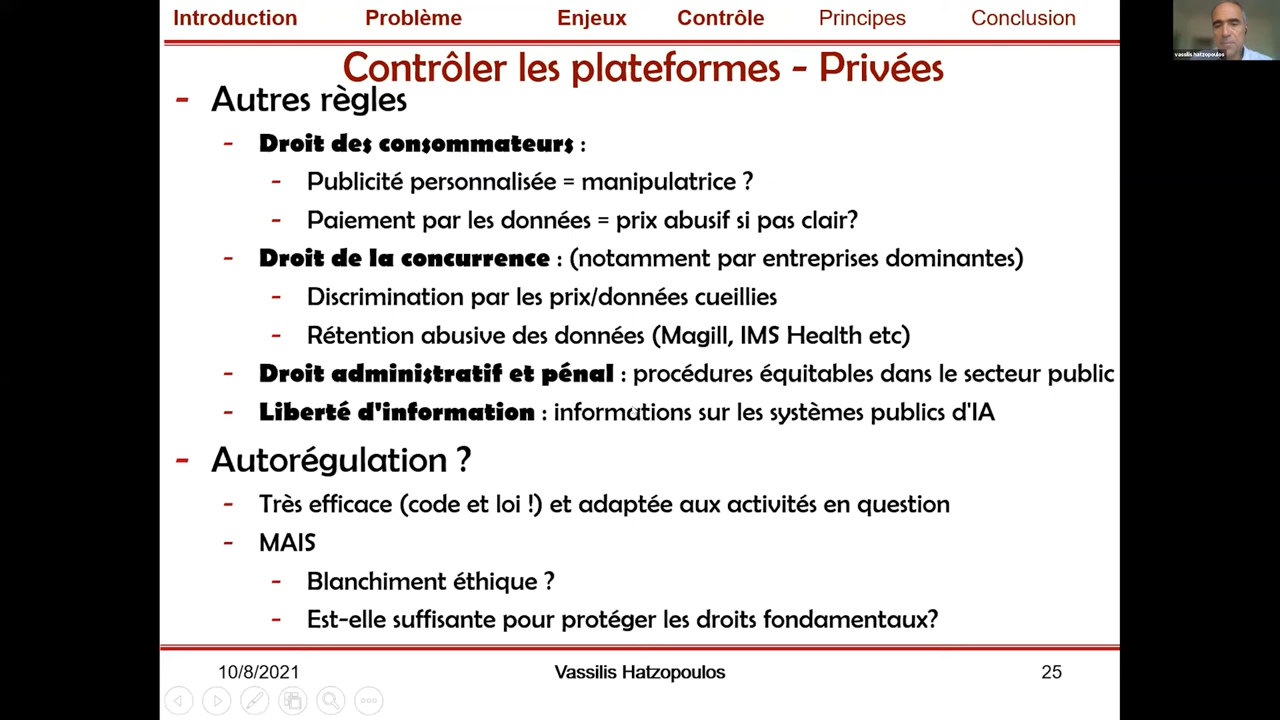 Introduction Problème Enjeux Contrôle Principes Conclusion
vassilis hatzopoulos
Contrôler les plateformes - Privées
- Autres règles
- Droit des consommateurs :
- Publicité personnalisée = manipulatrice ?
- Paiement par les données = prix abusif si pas clair?
- Droit de la concurrence : (notamment par entreprises dominantes)
- Discrimination par les prix/données cueillies
- Rétention abusive des données (Magill, IMS Health etc)
- Droit administratif et pénal : procédures équitables dans le secteur public
- Liberté d'information : informations sur les systèmes publics d'IA
- Autorégulation ?
- Très efficace (code et loi !) et adaptée aux activités en question
- MAIS
- Blanchiment éthique ?
- Est-elle suffisante pour protéger les droits fondamentaux?
10/8/2021 Vassilis Hatzopoulos 25